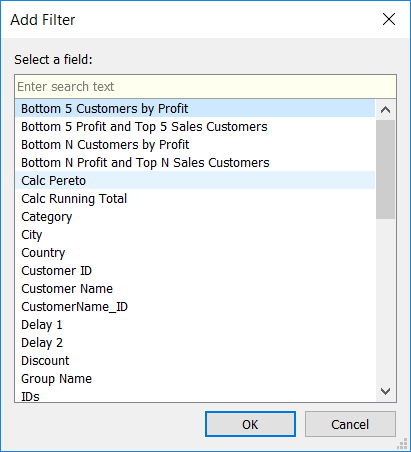 Add Filter
Select a field:
Enter search text
Bottom 5 Customers by Profit
Bottom 5 Profit and Top 5 Sales Customers
Bottom N Customers by Profit
Bottom N Profit and Top N Sales Customers
Calc Pereto
Calc Running Total
Category
City
Country
Customer ID
Customer Name
CustomerName_ID
Delay 1
Delay 2
Discount
Group Name
IDs
OK Cancel